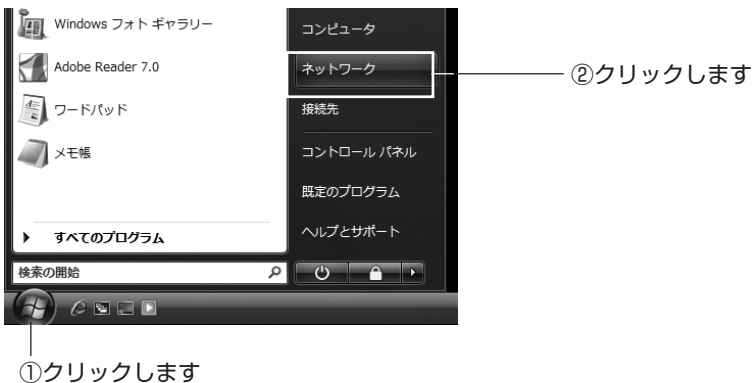 Windows フォト ギャラリー
Adobe Reader 7.0
ワードパッド
メモ帳
すべてのプログラム
検索の開始
コンピュータ
ネットワーク
接続先
コントロール パネル
既定のプログラム
ヘルプとサポート
②クリックします
①クリックします